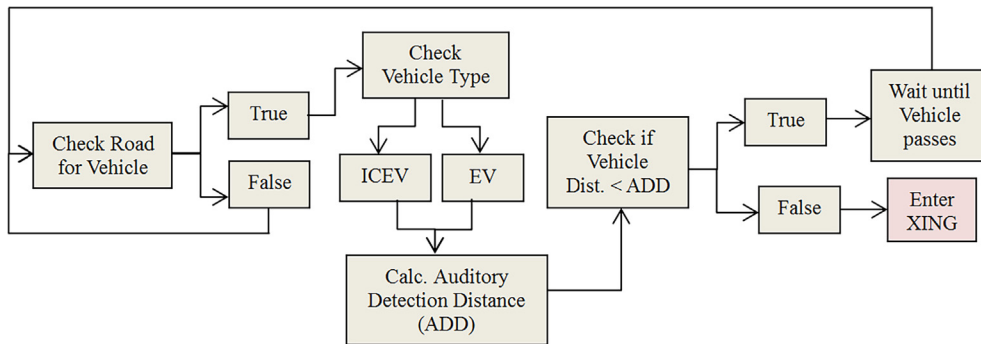 Check Road
for Vehicle
True
False
Check
Vehicle Type
ICEV
EV
Calc. Auditory
Detection Distance
(ADD)
Check if
Vehicle
Dist. < ADD
True
False
Wait until
Vehicle
passes
Enter
XING